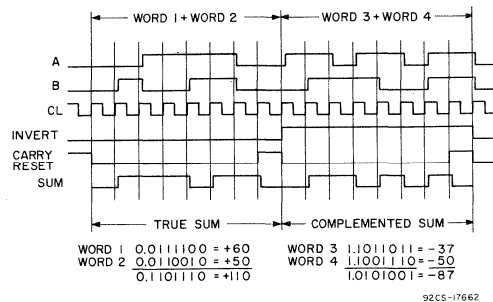 WORD 1 + WORD 2
WORD 3 + WORD 4
A
B
CL
INVERT
CARRY
RESET
SUM
TRUE SUM
COMPLEMENTED SUM
WORD 1 0.0111100 = +60
WORD 2 0.0110010 = +50
0.1101110 = +110
WORD 3 1.1011011 = -37
WORD 4 1.1001110 = -50
1.0101001 = -87
92CS-17662